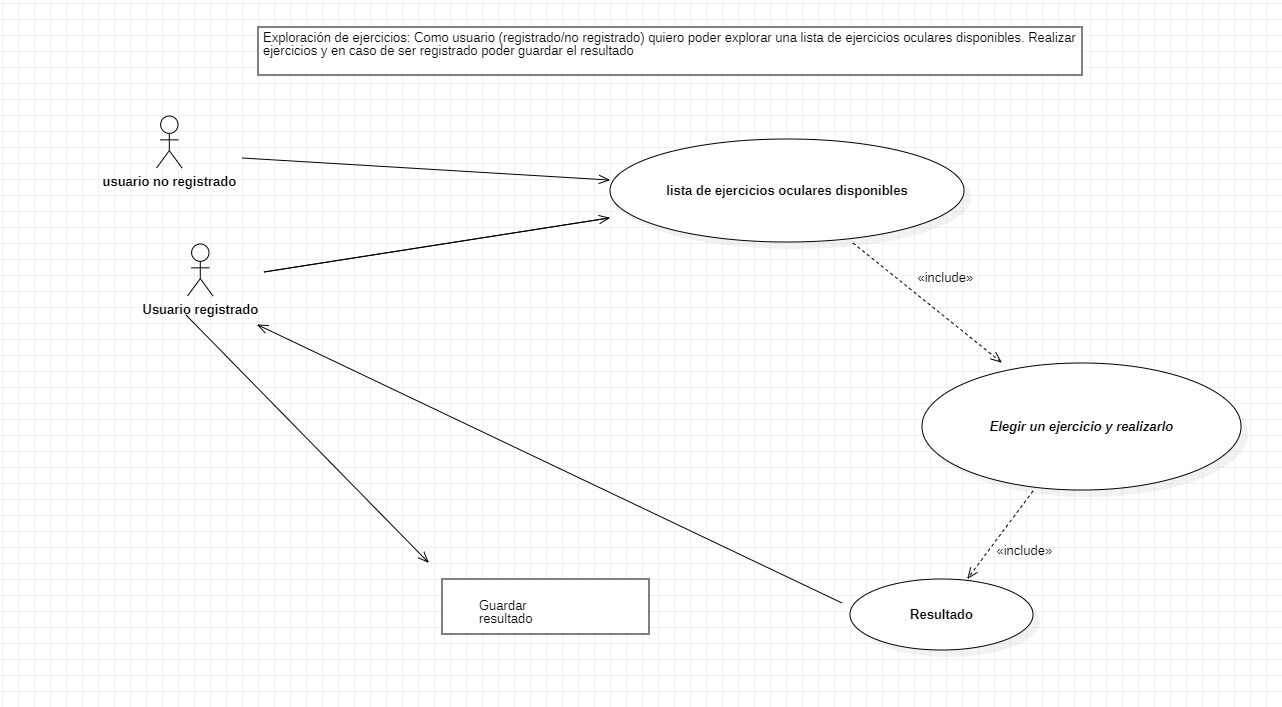 Exploración de ejercicios: Como usuario (registrado/no registrado) quiero poder explorar una lista de ejercicios oculares disponibles. Realizar
ejercicios y en caso de ser registrado poder guardar el resultado
usuario no registrado
lista de ejercicios oculares disponibles
«include»
Usuario registrado
Elegir un ejercicio y realizarlo
«include»
Guardar
resultado
Resultado